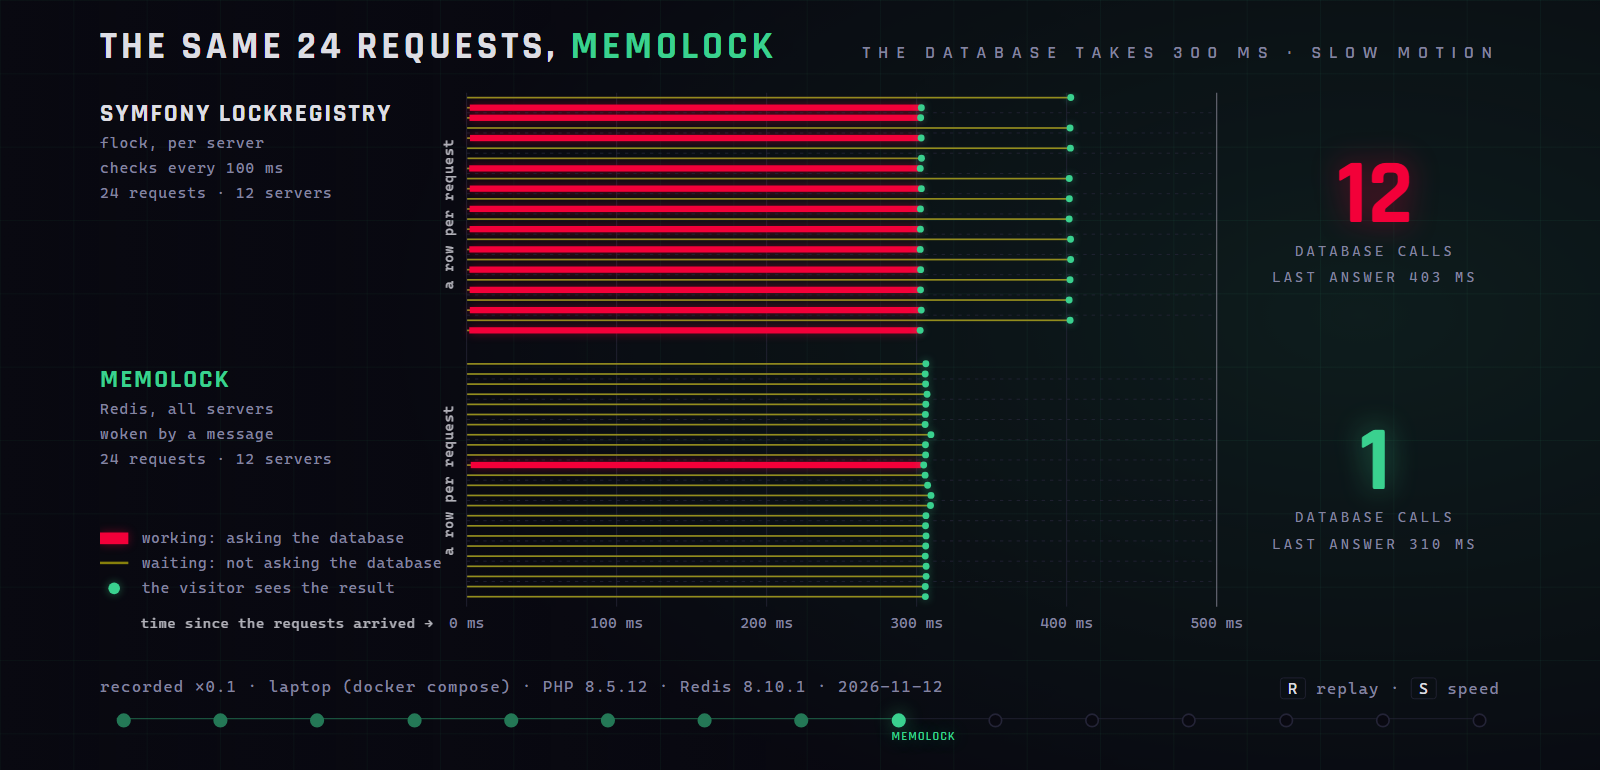 THE SAME 24 REQUESTS, MEMOLOCK
THE DATABASE TAKES 300 MS · SLOW MOTION
SYMFONY LOCKREGISTRY
flock, per server
checks every 100 ms
24 requests · 12 servers
a row per request
12
DATABASE CALLS
LAST ANSWER 403 MS
MEMOLOCK
Redis, all servers
woken by a message
24 requests · 12 servers
a row per request
1
DATABASE CALLS
LAST ANSWER 310 MS
working: asking the database
waiting: not asking the database
the visitor sees the result
time since the requests arrived →
0 ms 100 ms 200 ms 300 ms 400 ms 500 ms
recorded ×0.1 · laptop (docker compose) · PHP 8.5.12 · Redis 8.10.1 · 2026-11-12
R replay · S speed
MEMOLOCK